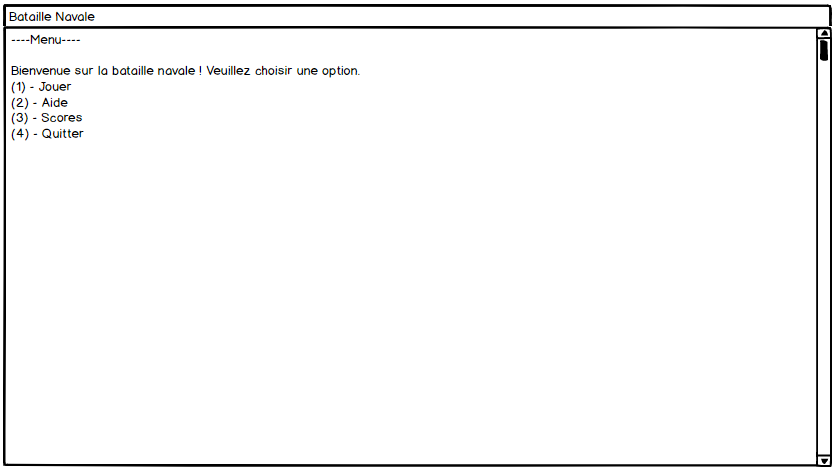 Bataille Navale
----Menu----
Bienvenue sur la bataille navale ! Veuillez choisir une option.
(1) - Jouer
(2) - Aide
(3) - Scores
(4) - Quitter